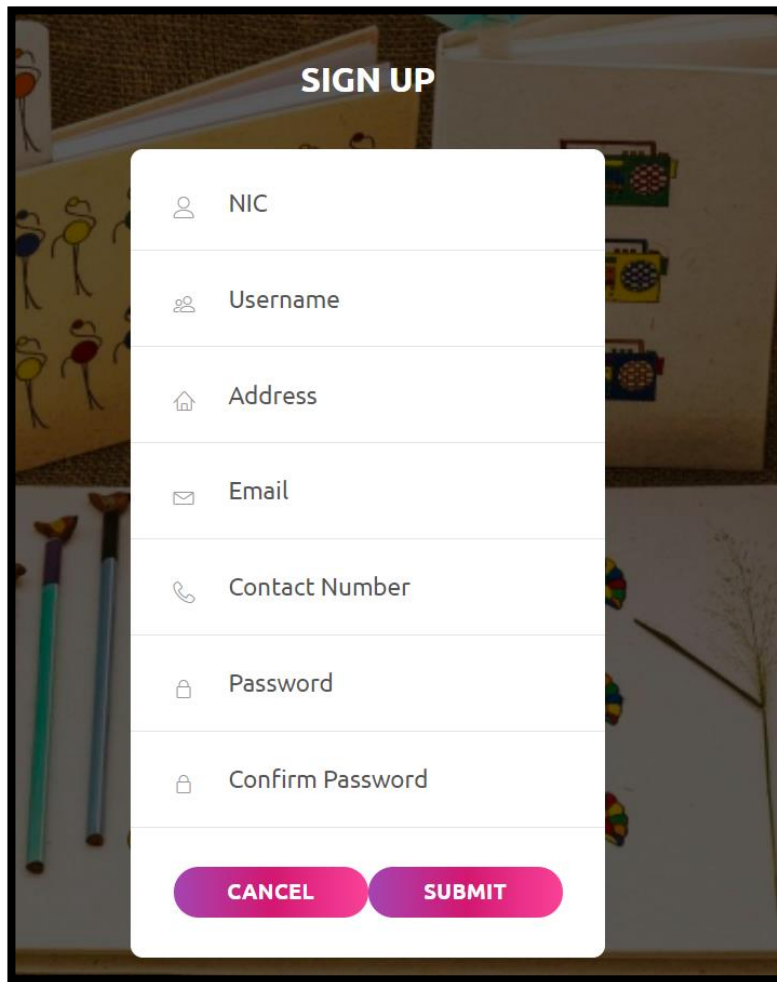 SIGN UP
NIC
Username
Address
Email
Contact Number
Password
Confirm Password
CANCEL SUBMIT